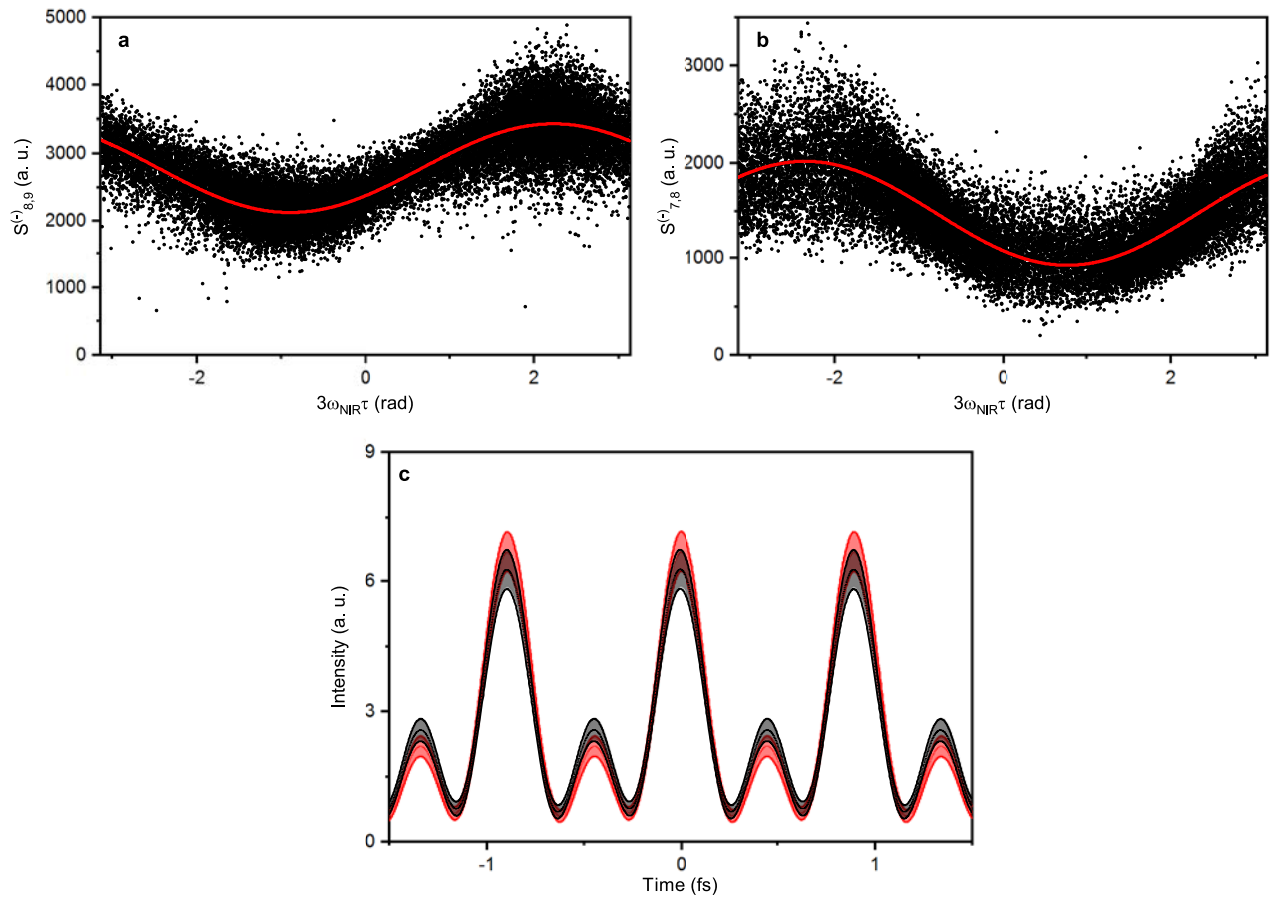 a
5000
4000
3000
2000
1000
0
S(-)8,9 (a. u.)
-2
0
2
3ωNIRτ (rad)
b
3000
2000
1000
0
S(-)7,8 (a. u.)
-2
0
2
3ωNIRτ (rad)
c
9
6
3
0
Intensity (a. u.)
-1
0
1
Time (fs)